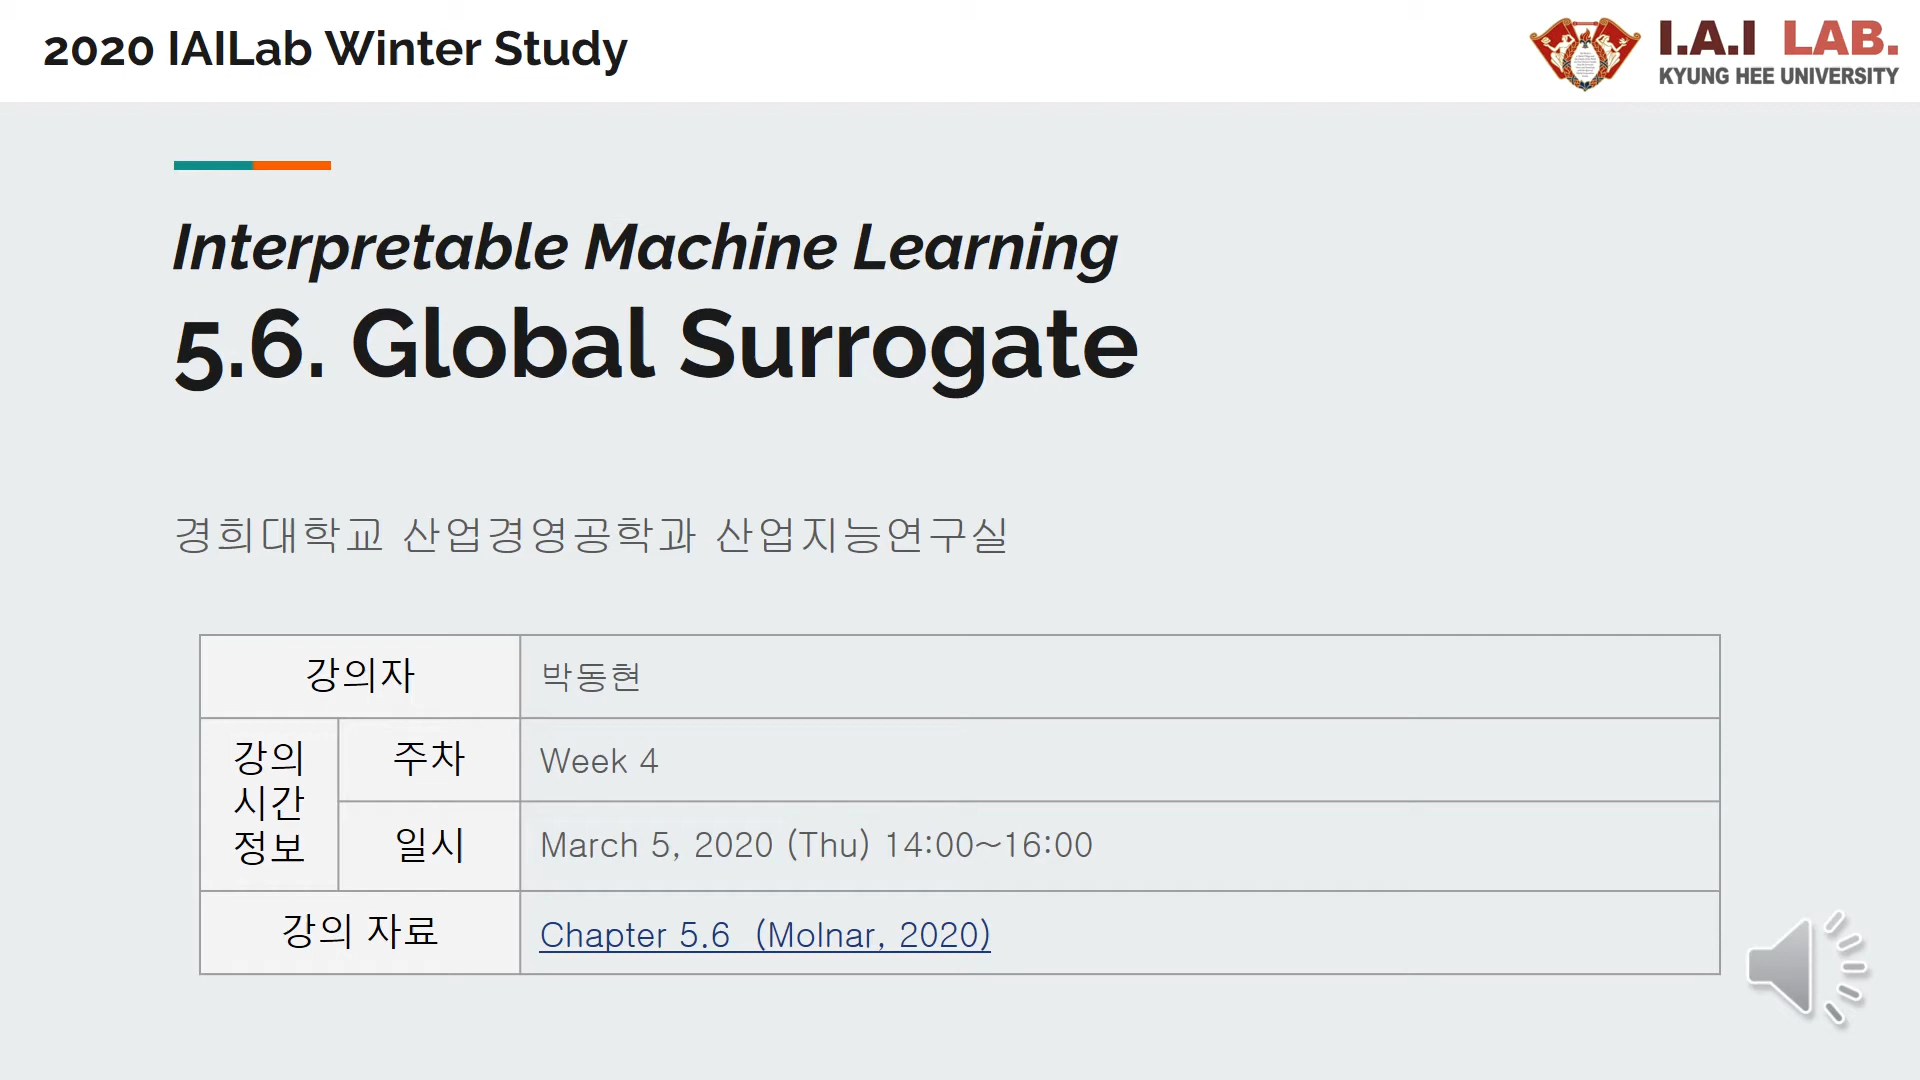 2020 IAILab Winter Study
I.A.I LAB.
KYUNG HEE UNIVERSITY
Interpretable Machine Learning
5.6. Global Surrogate
경희대학교 산업경영공학과 산업지능연구실
강의자
박동현
강의
시간
정보
주차
Week 4
일시
March 5, 2020 (Thu) 14:00~16:00
강의 자료
Chapter 5.6 (Molnar, 2020)